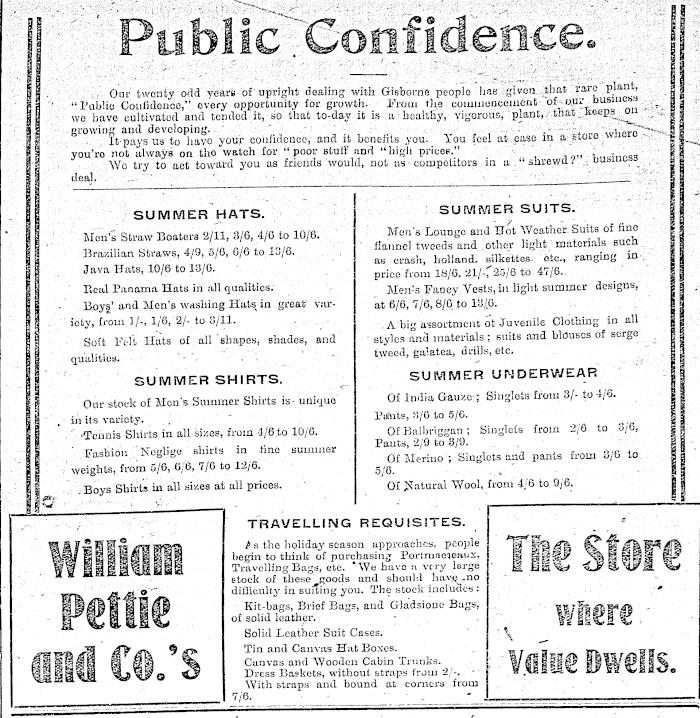 Public Confidence.
Our twenty odd years of upright dealing with Gisborne people has given that rare plant,
"Public Confidence," every opportunity for growth. From the commencement of our business
we have cultivated and tended it, so that to-day it is a healthy, vigorous, plant, that keeps on
growing and developing.
It pays us to have your confidence, and it benefits you. You feel at ease in a store where
you're not always on the watch for "poor stuff and "high prices."
We try to act toward you as friends would, not as competitors in a "shrewd?" business
deal.
SUMMER HATS.
Men's Straw Boaters 2/11, 3/6, 4/6 to 10/6.
Brazilian Straws, 4/9, 5/6, 6/6 to 13/6.
Java Hats, 10/6 to 13/6.
Real Panama Hats in all qualities.
Boys' and Men's washing Hats in great var-
iety, from 1/-, 1/6, 2/- to 3/11.
Soft Felt Hats of all shapes, shades, and
qualities.
SUMMER SHIRTS.
Our stock of Men's Summer Shirts is unique
in its variety.
Tennis Shirts in all sizes, from 4/6 to 10/6.
Fashion Neglige shirts in fine summer
weights, from 5/6, 6/6, 7/6 to 12/6.
Boys Shirts in all sizes at all prices.
SUMMER SUITS.
Men's Lounge and Hot Weather Suits of fine
flannel tweeds and other light materials such
as crash, holland. silkettes etc., ranging in
price from 18/6, 21/-, 25/6 to 47/6.
Men's Fancy Vests, in light summer designs,
at 6/6, 7/6, 8/6 to 13/6.
A big assortment of Juvenile Clothing in all
styles and materials; suits and blouses of serge
tweed, galatea, drills, etc.
SUMMER UNDERWEAR
Of India Gauze; Singlets from 3/- to 4/6.
Pants, 3/6 to 5/6.
Of Balbriggan; Singlets from 2/6 to 3/6,
Pants, 2/9 to 3/9.
Of Merino; Singlets and pants from 3/6 to
5/6.
Of Natural Wool, from 4/6 to 9/6.
William
Pettie
and Co.'s
TRAVELLING REQUISITES.
As the holiday season approaches, people
begin to think of purchasing Portmanteaux,
Travelling Bags, etc. We have a very large
stock of these goods and should have no
difficulty in suiting you. The stock includes:
Kit-bags, Brief Bags, and Gladstone Bags,
of solid leather.
Solid Leather Suit Cases.
Tin and Canvas Hat Boxes.
Canvas and Wooden Cabin Trunks.
Dress Baskets, without straps from 2/-.
With straps and bound at corners from
7/6.
The Store
where
Value Dwells.